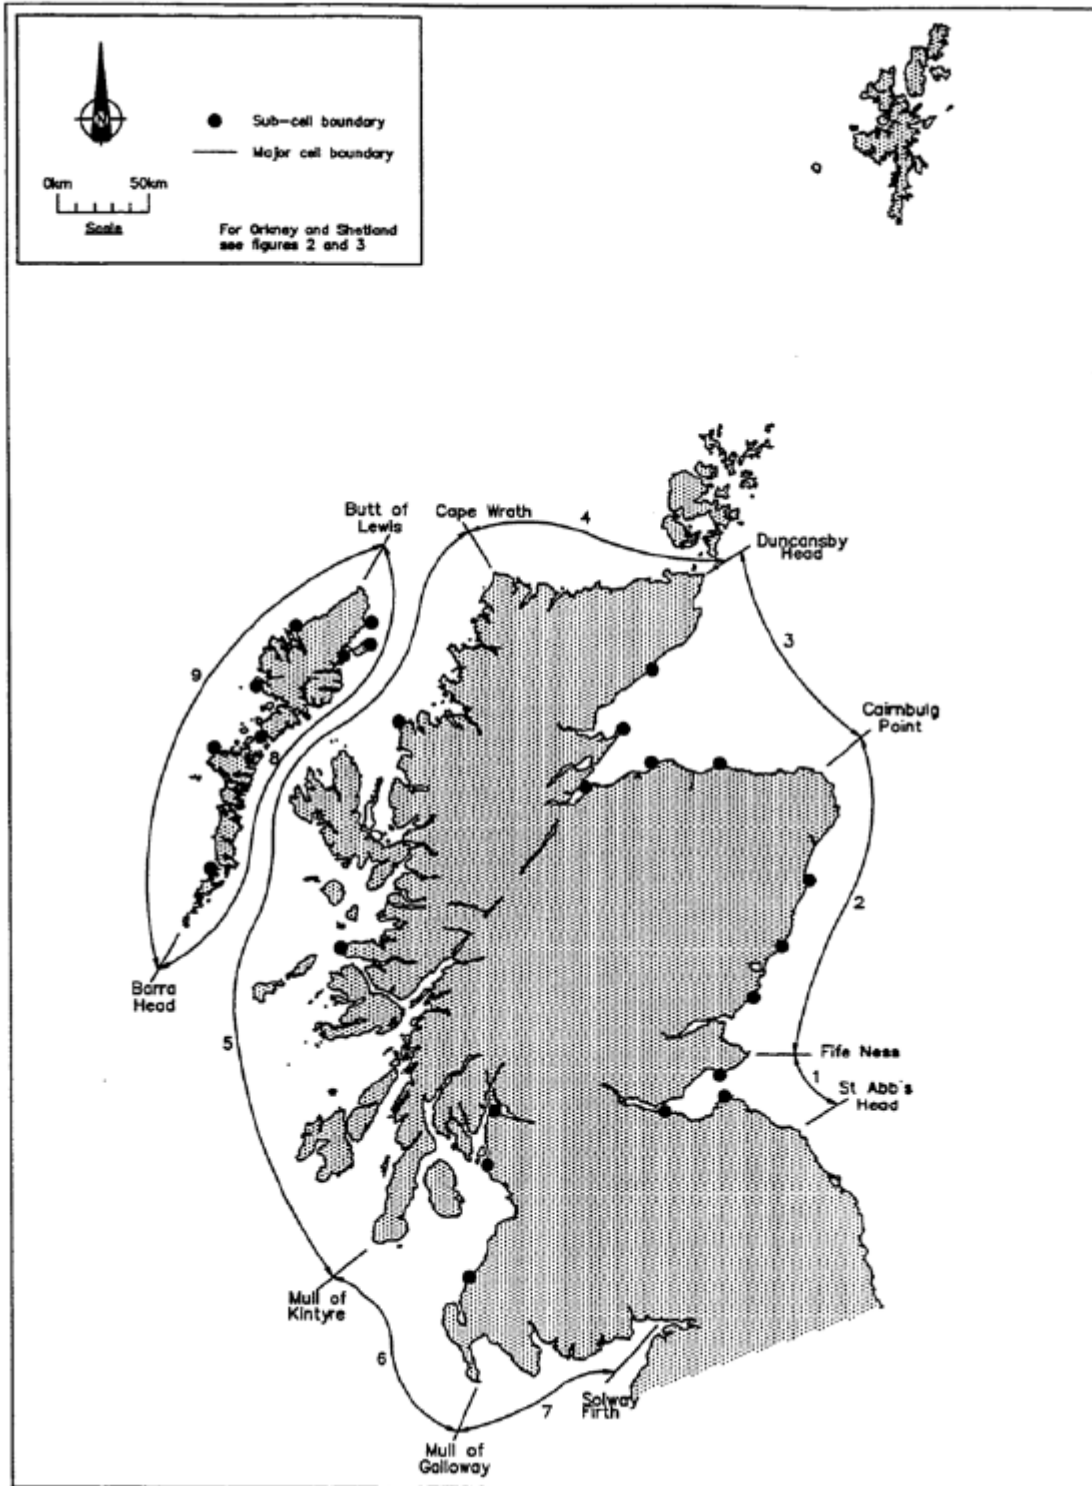 N
Sub-cell boundary
Major cell boundary
0km 50km
Scale
For Orkney and Shetland
see figures 2 and 3
Butt of
Lewis
Cape Wrath
4
Duncansby
Head
3
9
8
Cairnbulg
Point
2
Barra
Head
5
Fife Ness
1
St Abb's
Head
Mull of
Kintyre
6
7
Solway
Firth
Mull of
Galloway